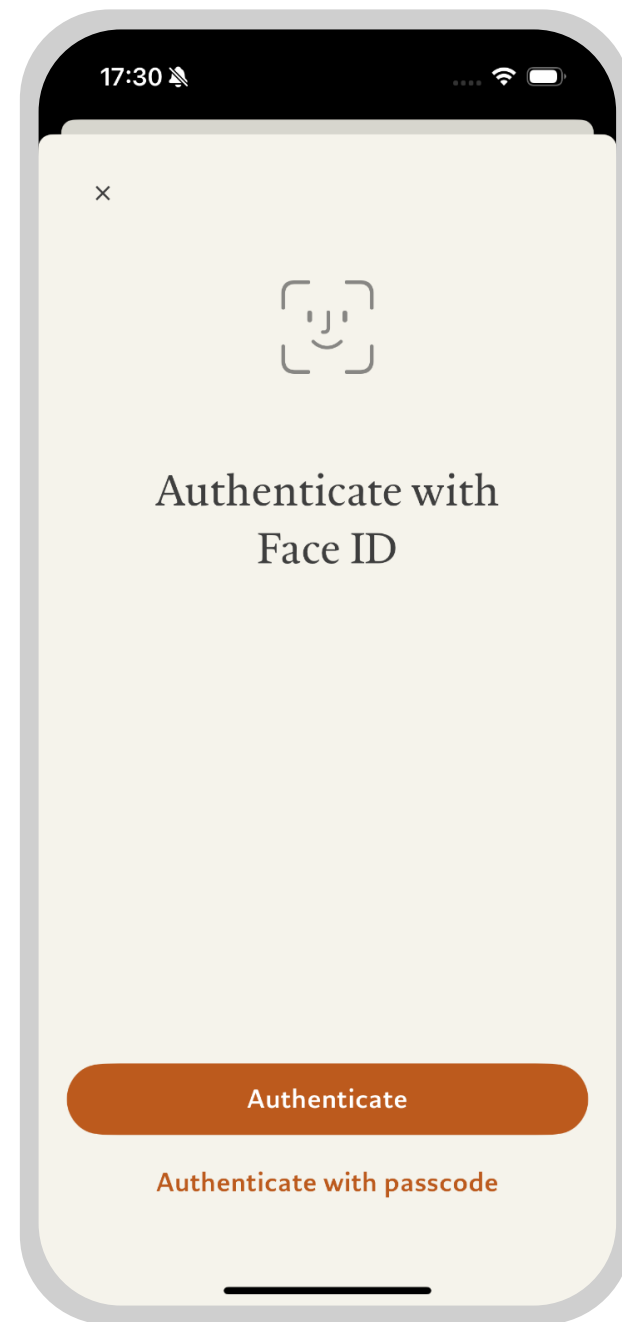 17:30
×
Authenticate with
Face ID
Authenticate
Authenticate with passcode